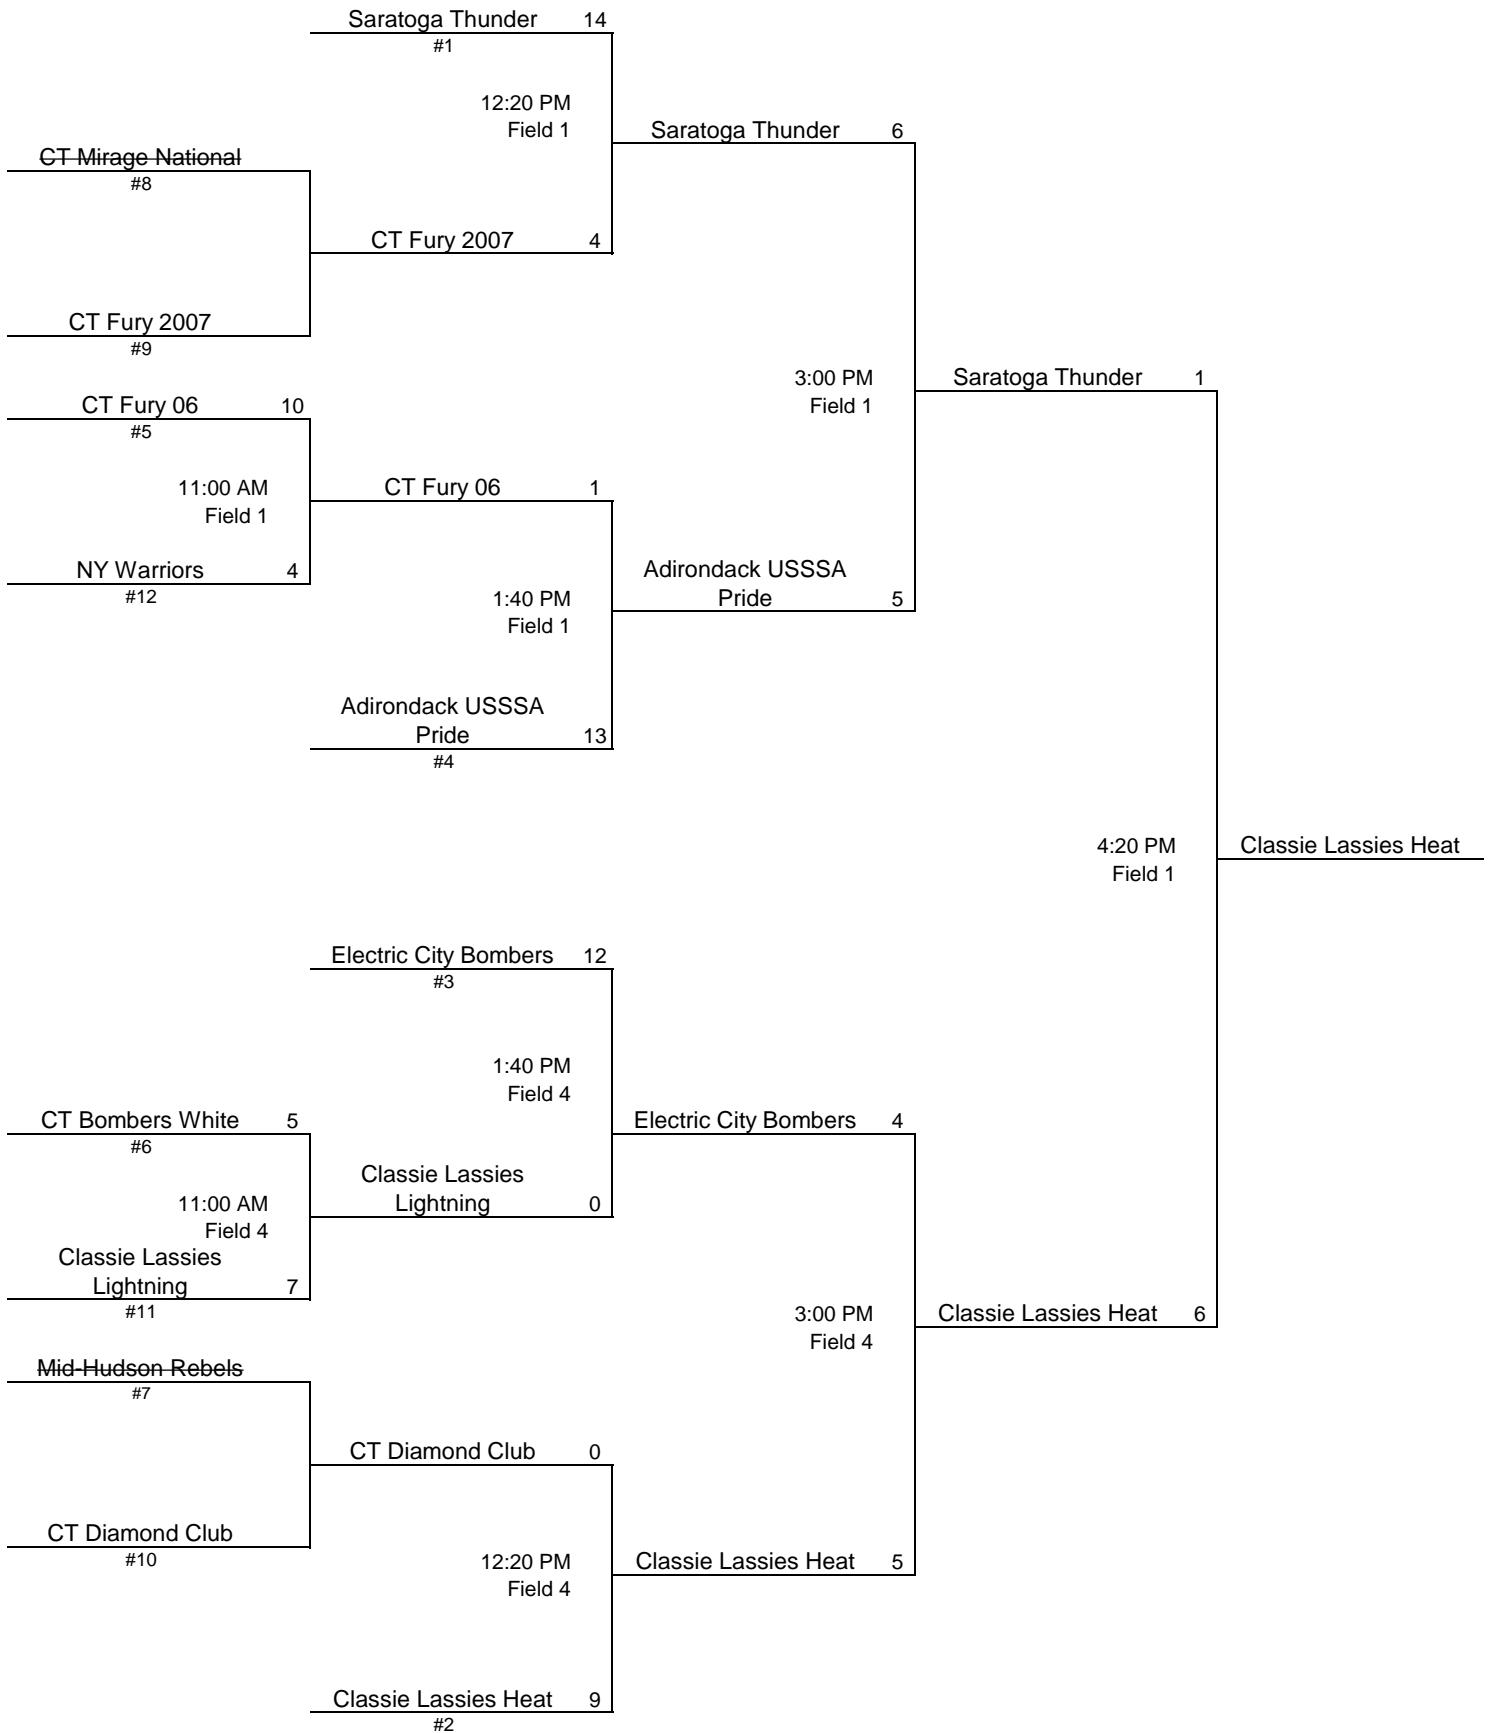 Saratoga Thunder 14
#1
12:20 PM
Field 1
Saratoga Thunder 6
CT Mirage National
#8
CT Fury 2007 4
CT Fury 2007
#9
3:00 PM
Field 1
Saratoga Thunder 1
CT Fury 06 10
#5
11:00 AM
Field 1
CT Fury 06 1
NY Warriors 4
#12
1:40 PM
Field 1
Adirondack USSSA
Pride 5
Adirondack USSSA
Pride 13
#4
4:20 PM
Field 1
Classie Lassies Heat
Electric City Bombers 12
#3
1:40 PM
Field 4
CT Bombers White 5
#6
Electric City Bombers 4
11:00 AM
Field 4
Classie Lassies
Lightning 0
Classie Lassies
Lightning 7
#11
3:00 PM
Field 4
Classie Lassies Heat 6
Mid-Hudson Rebels
#7
CT Diamond Club 0
CT Diamond Club
#10
12:20 PM
Field 4
Classie Lassies Heat 5
Classie Lassies Heat 9
#2